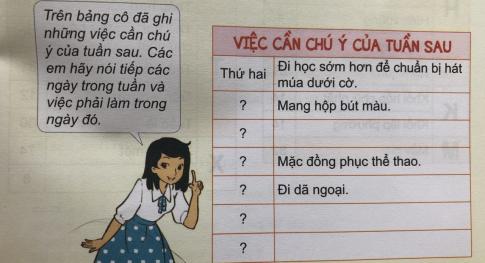 Trên bảng cô đã ghi
những việc cần chú
ý của tuần sau. Các
em hãy nói tiếp các
ngày trong tuần và
việc phải làm trong
ngày đó.
VIỆC CẦN CHÚ Ý CỦA TUẦN SAU
Thứ hai Đi học sớm hơn để chuẩn bị hát
múa dưới cờ.
? Mang hộp bút màu.
?
? Mặc đồng phục thể thao.
? Đi dã ngoại.
?
?